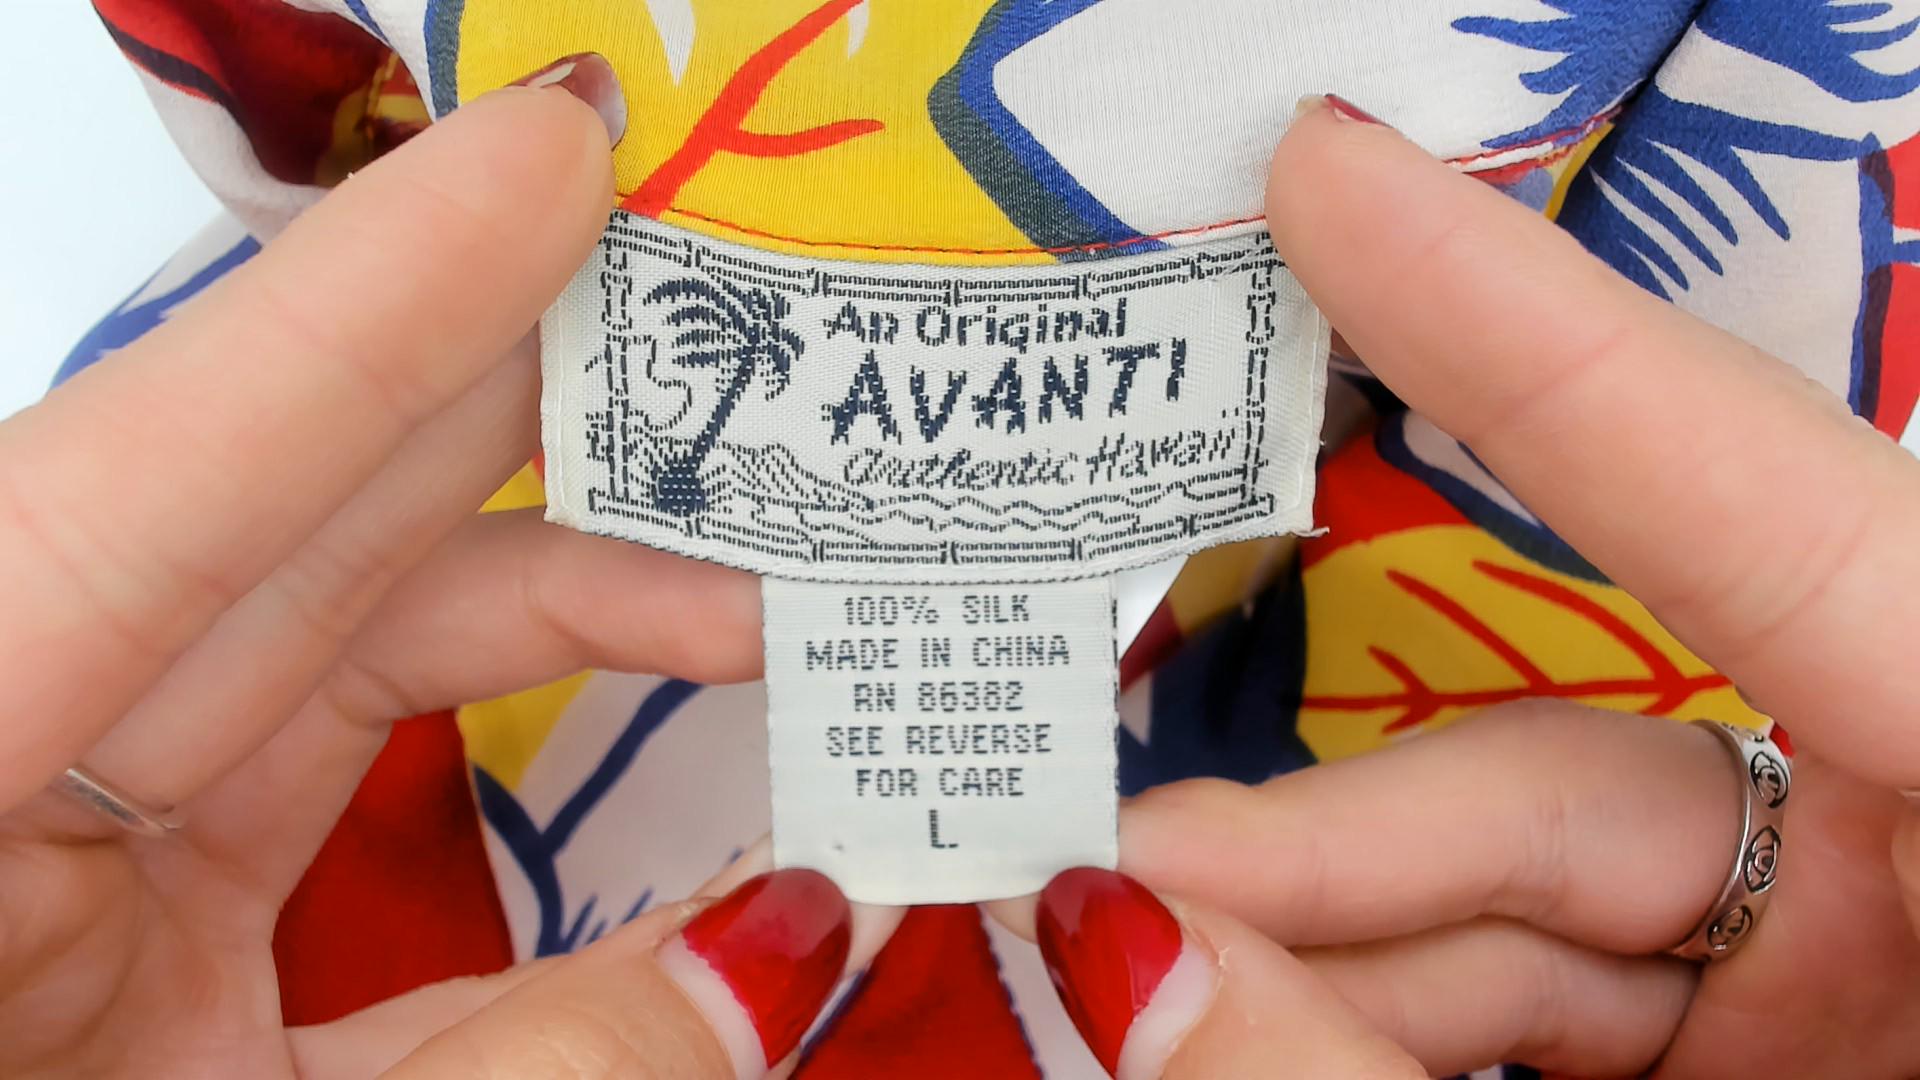 An Original
AVANTI
authentic Hawaii
100% SILK
MADE IN CHINA
RN 86382
SEE REVERSE
FOR CARE
L